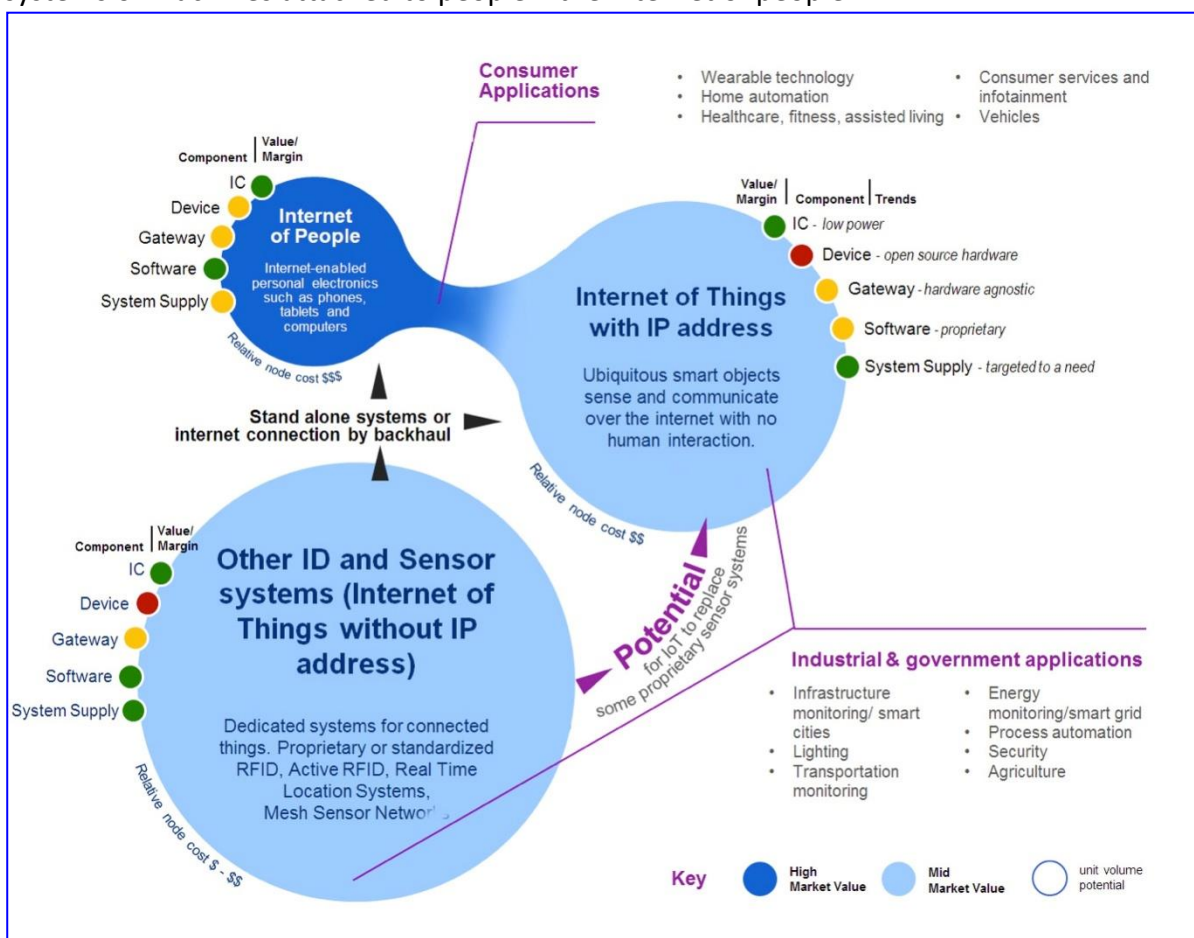 Consumer
Applications
• Wearable technology
• Home automation
• Healthcare, fitness, assisted living
• Consumer services and
infotainment
• Vehicles
Component | Value/
Margin
IC
Device
Gateway
Software
System Supply
Internet
of People
Internet-enabled
personal electronics
such as phones,
tablets and
computers
Relative node cost $$$
Value/
Margin | Component | Trends
IC - low power
Device - open source hardware
Gateway - hardware agnostic
Software - proprietary
System Supply - targeted to a need
Internet of Things
with IP address
Ubiquitous smart objects
sense and communicate
over the internet with no
human interaction.
Relative node cost $$
Stand alone systems or
internet connection by backhaul
Component | Value/
Margin
IC
Device
Gateway
Software
System Supply
Other ID and Sensor
systems (Internet of
Things without IP
address)
Dedicated systems for connected
things. Proprietary or standardized
RFID, Active RFID, Real Time
Location Systems,
Mesh Sensor Networks
Relative node cost $ - $$
Potential
for IoT to replace
some proprietary sensor systems
Industrial & government applications
• Infrastructure
monitoring/ smart
cities
• Lighting
• Transportation
monitoring
• Energy
monitoring/smart grid
• Process automation
• Security
• Agriculture
Key
High
Market Value
Mid
Market Value
unit volume
potential